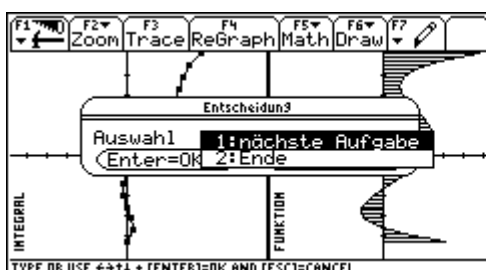 F1 F2 Zoom F3 Trace F4 ReGraph F5 Math F6 Draw F7
Entscheidung
Auswahl 1:nächste Aufgabe
(Enter=OK 2:Ende
INTEGRAL
FUNKTION
TYPE OR USE ←→↑↓ + [ENTER]=OK AND [ESC]=CANCEL